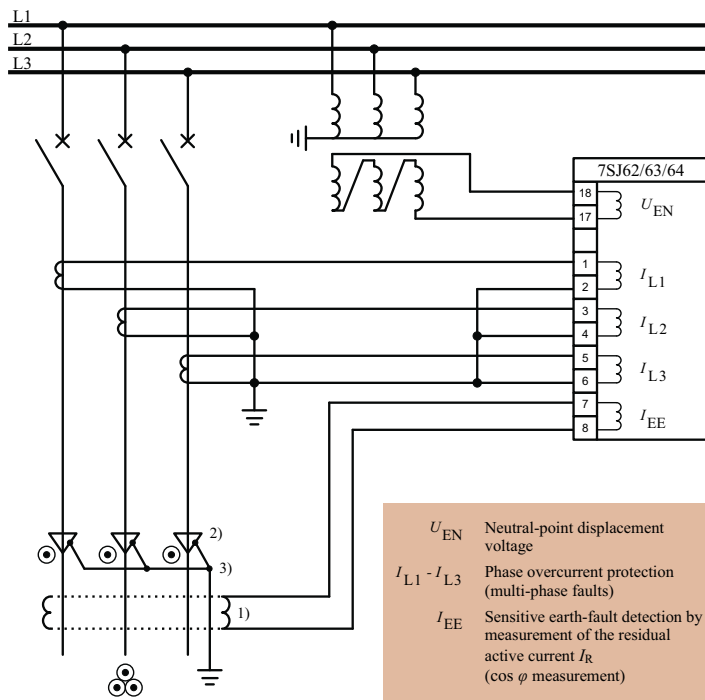 L1
L2
L3
7SJ62/63/64
18
17
U EN
1
2
I L1
3
4
I L2
5
6
I L3
7
8
I EE
2)
3)
1)
U EN Neutral-point displacement
voltage
I L1 - I L3 Phase overcurrent protection
(multi-phase faults)
I EE Sensitive earth-fault detection by
measurement of the residual
active current I R
(cos φ measurement)